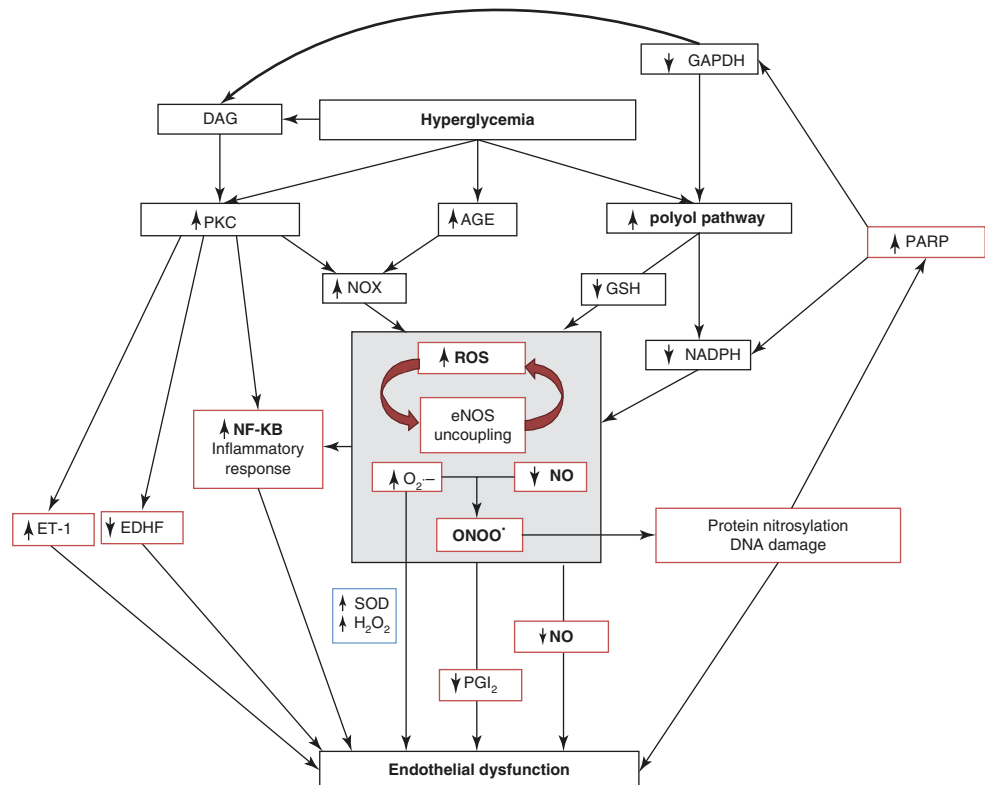 GAPDH
DAG
Hyperglycemia
PKC
AGE
polyol pathway
PARP
NOX
GSH
NADPH
ROS
eNOS
uncoupling
NF-KB
Inflammatory
response
O₂·–
NO
ET-1
EDHF
ONOO⁻
Protein nitrosylation
DNA damage
SOD
H₂O₂
NO
PGI₂
Endothelial dysfunction